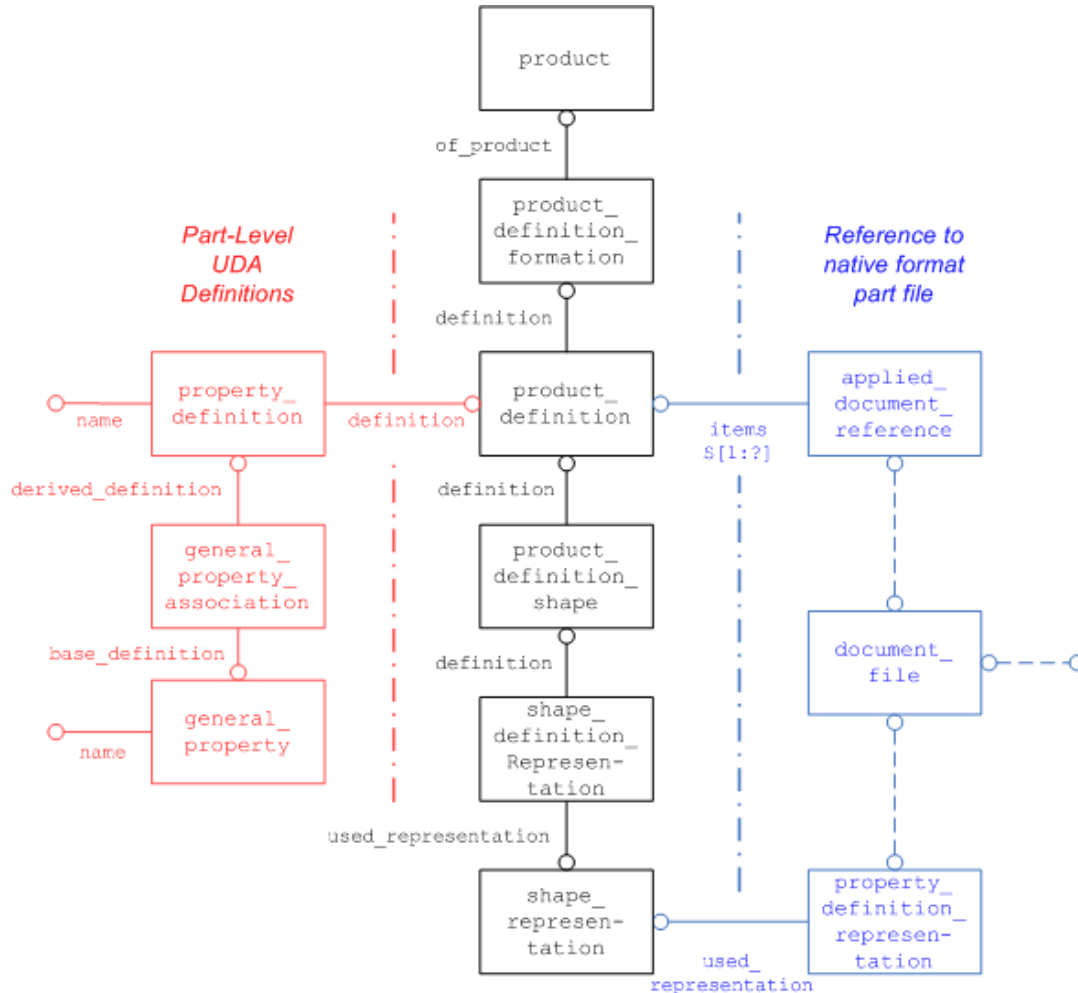 product
of_product
product_
definition_
formation
Part-Level
UDA
Definitions
Reference to
native format
part file
definition
property_
definition
name
definition
product_
definition
items
S[1:?]
applied_
document_
reference
derived_definition
definition
general_
property_
association
product_
definition_
shape
base_definition
definition
document_
file
general_
property
name
shape_
definition_
Represen-
tation
used_representation
shape_
represen-
tation
used_
representation
property_
definition_
represen-
tation